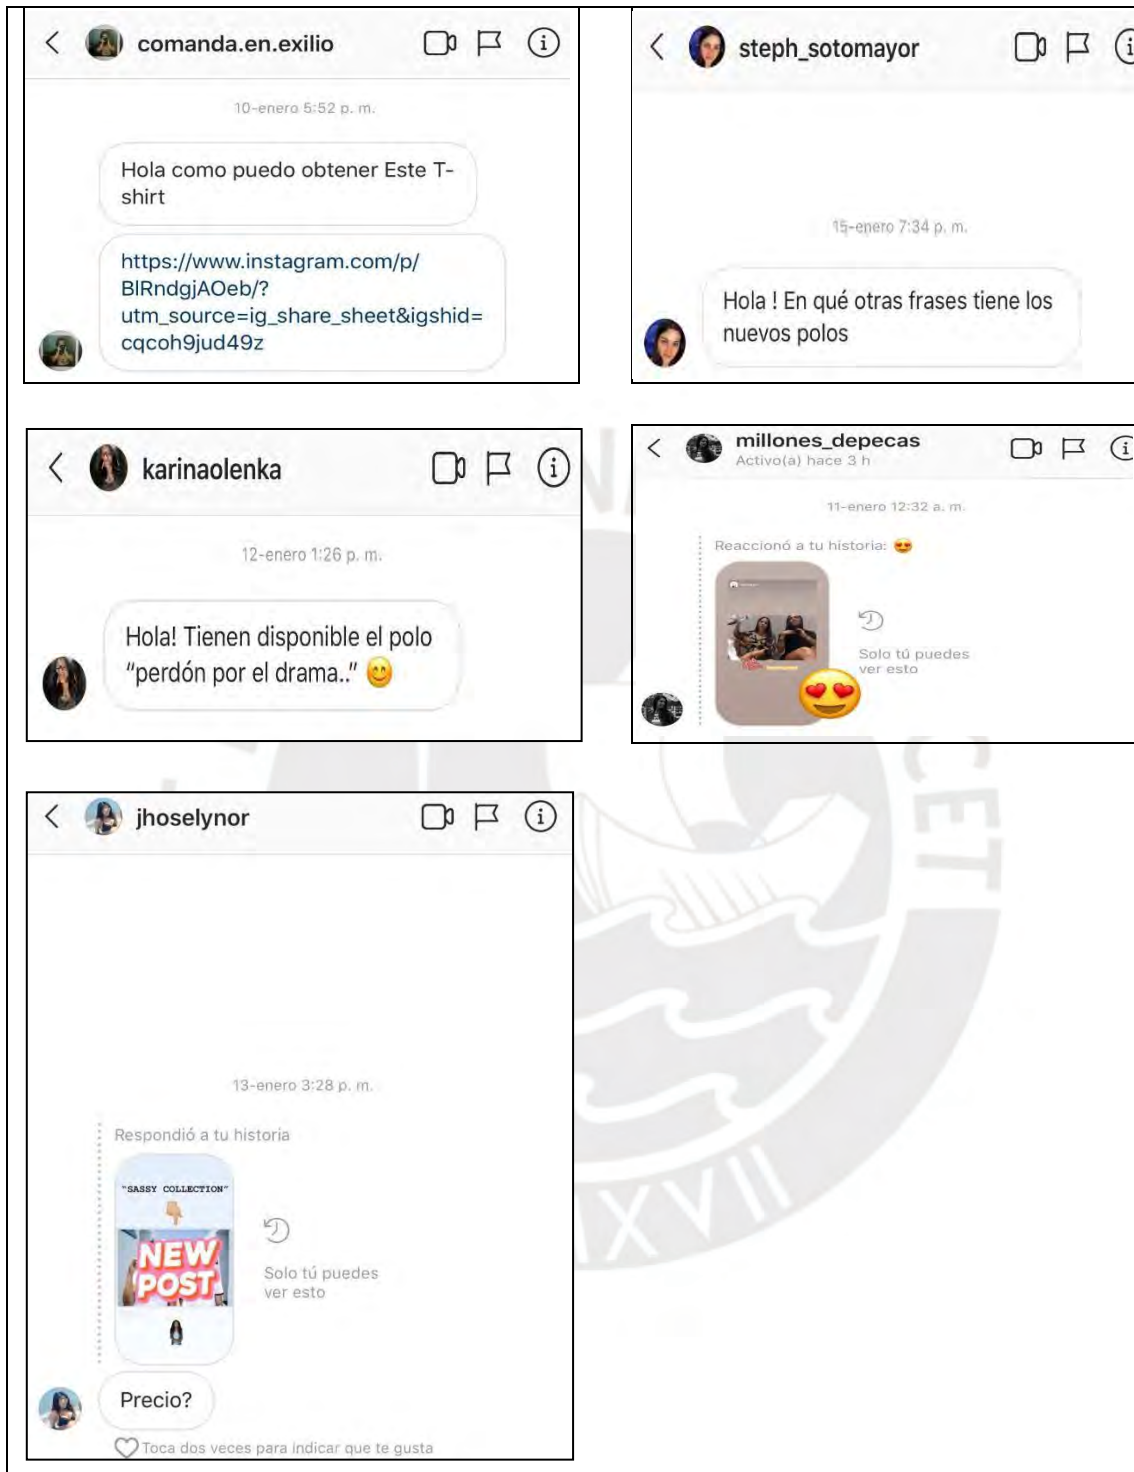 comanda.en.exilio
10-enero 5:52 p. m.
Hola como puedo obtener Este T-
shirt
https://www.instagram.com/p/
BlRndgjAOeb/?
utm_source=ig_share_sheet&igshid=
cqcoh9jud49z
steph_sotomayor
15-enero 7:34 p. m.
Hola ! En qué otras frases tiene los
nuevos polos
karinaolenka
12-enero 1:26 p. m.
Hola! Tienen disponible el polo
“perdón por el drama..” 😊
millones_depecas
Activo(a) hace 3 h
11-enero 12:32 a. m.
Reaccionó a tu historia: 😍
Solo tú puedes
ver esto
jhoselynor
13-enero 3:28 p. m.
Respondió a tu historia
"SASSY COLLECTION"
NEW
POST
Solo tú puedes
ver esto
Precio?
Toca dos veces para indicar que te gusta
CET
MXVII